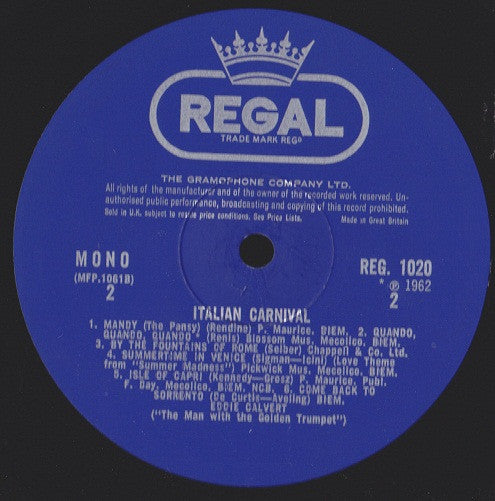 REGAL
TRADE MARK REGD
THE GRAMOPHONE COMPANY LTD.
All rights of the manufacturer and of the owner of the recorded work reserved. Un-
authorised public performance, broadcasting and copying of this record prohibited.
Sold in U.K. subject to resale price conditions. See Price Lists. Made in Great Britain
MONO
(MFP.1061B)
2
REG. 1020
* ℗ 1962
2
ITALIAN CARNIVAL
1. MANDY (The Pansy) (Rendine) P. Maurice. BIEM. 2. QUANDO,
QUANDO, QUANDO * (Renis) Blossom Mus. Mecolico. BIEM.
3. BY THE FOUNTAINS OF ROME (Seiber) Chappell & Co. Ltd.
4. SUMMERTIME IN VENICE (Sigman—Icini) (Love Theme
from "Summer Madness") Pickwick Mus. Mecolico. BIEM.
5. ISLE OF CAPRI (Kennedy—Grosz) P. Maurice, Publ.
F. Day, Mecolico. BIEM. NCB. 6. COME BACK TO
SORRENTO (De Curtis—Aveling) BIEM.
EDDIE CALVERT
("The Man with the Golden Trumpet")